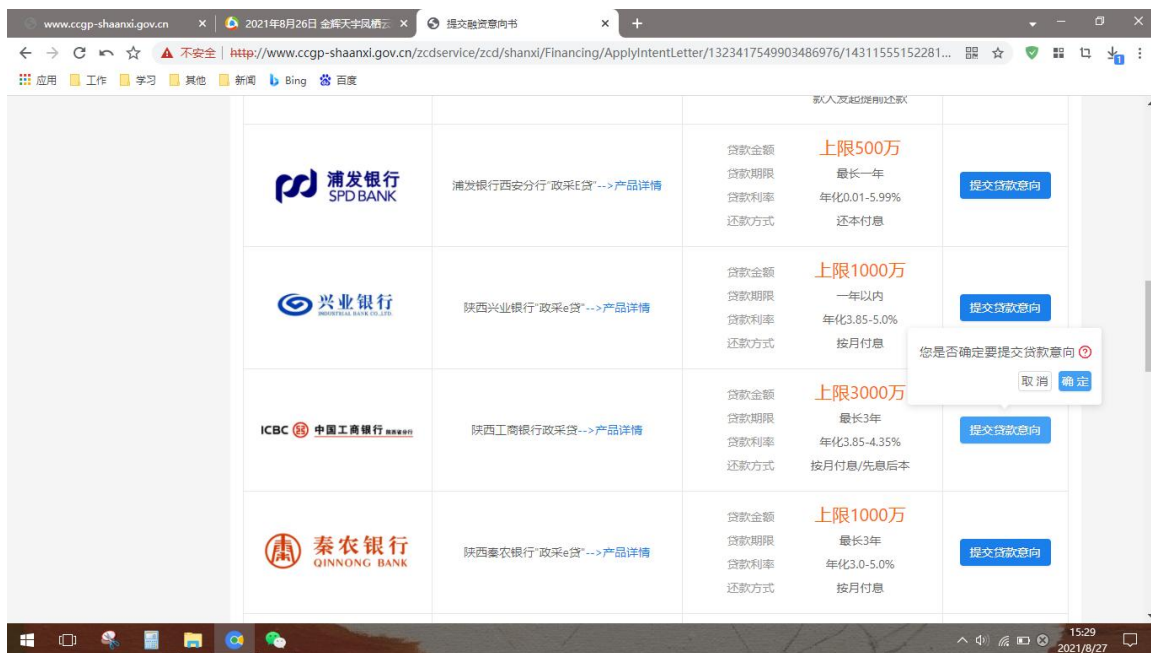 www.ccgp-shaanxi.gov.cn
2021年8月26日 金辉天宇凤栖云
提交融资意向书
不安全 | http://www.ccgp-shaanxi.gov.cn/zcdservice/zcd/shanxi/Financing/ApplyIntentLetter/1323417549903486976/14311555152281...
应用 工作 学习 其他 新闻 Bing 百度
款人发起提前还款
浦发银行
SPD BANK
浦发银行西安分行"政采E贷"-->产品详情
贷款金额 上限500万
贷款期限 最长一年
贷款利率 年化0.01-5.99%
还款方式 还本付息
提交贷款意向
兴业银行
INDUSTRIAL BANK CO.,LTD.
陕西兴业银行"政采e贷"-->产品详情
贷款金额 上限1000万
贷款期限 一年以内
贷款利率 年化3.85-5.0%
还款方式 按月付息
提交贷款意向
您是否确定要提交贷款意向
取消 确定
ICBC 中国工商银行
陕西工商银行政采贷-->产品详情
贷款金额 上限3000万
贷款期限 最长3年
贷款利率 年化3.85-4.35%
还款方式 按月付息/先息后本
提交贷款意向
秦农银行
QINNONG BANK
陕西秦农银行"政采e贷"-->产品详情
贷款金额 上限1000万
贷款期限 最长3年
贷款利率 年化3.0-5.0%
还款方式 按月付息
提交贷款意向
15:29
2021/8/27